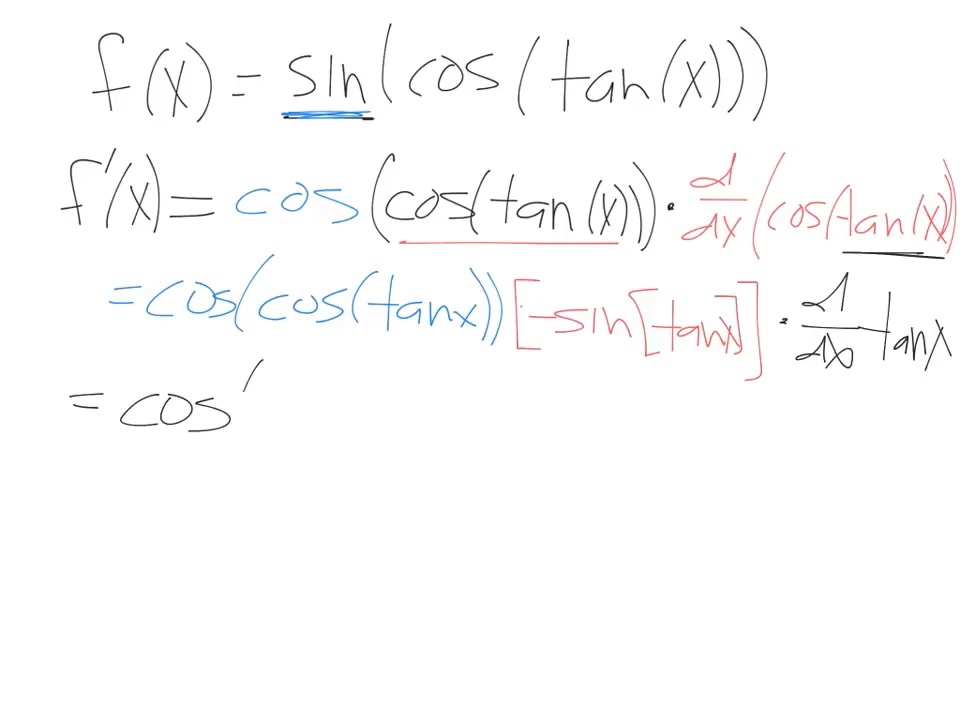 f(x) = sin(cos(tan(x)))
f'(x) = cos(cos(tan(x))) · d/dx (cos(tan(x))
= cos(cos(tanx)) [-sin[tanx]] · d/dx tanx
= cos(